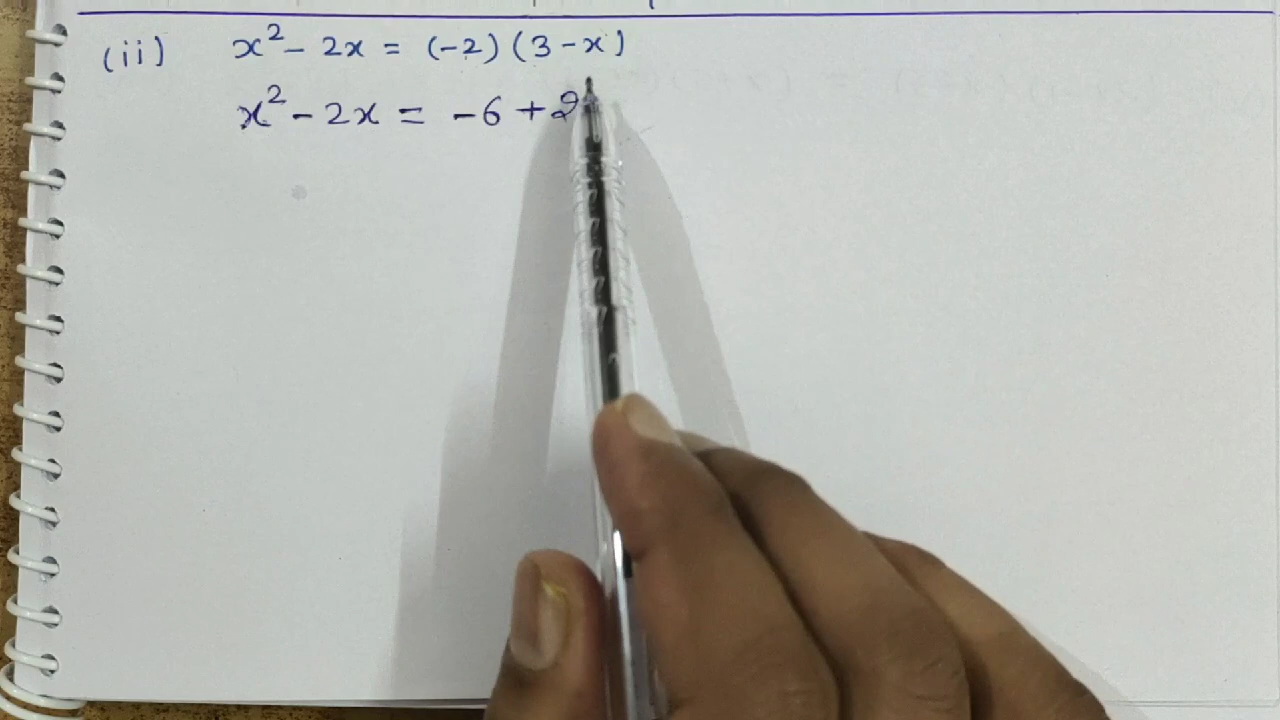 (ii) x² - 2x = (-2) (3 - x)
x² - 2x = -6 + 2